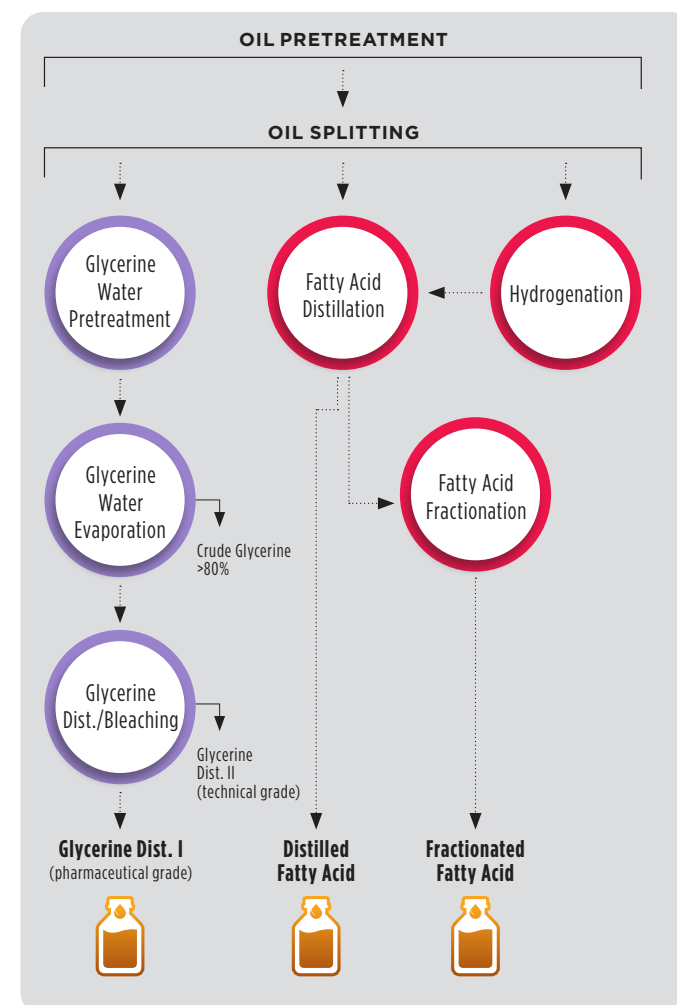 OIL PRETREATMENT
OIL SPLITTING
Glycerine
Water
Pretreatment
Fatty Acid
Distillation
Hydrogenation
Glycerine
Water
Evaporation
Crude Glycerine
>80%
Fatty Acid
Fractionation
Glycerine
Dist./Bleaching
Glycerine
Dist. II
(technical grade)
Glycerine Dist. I
(pharmaceutical grade)
Distilled
Fatty Acid
Fractionated
Fatty Acid